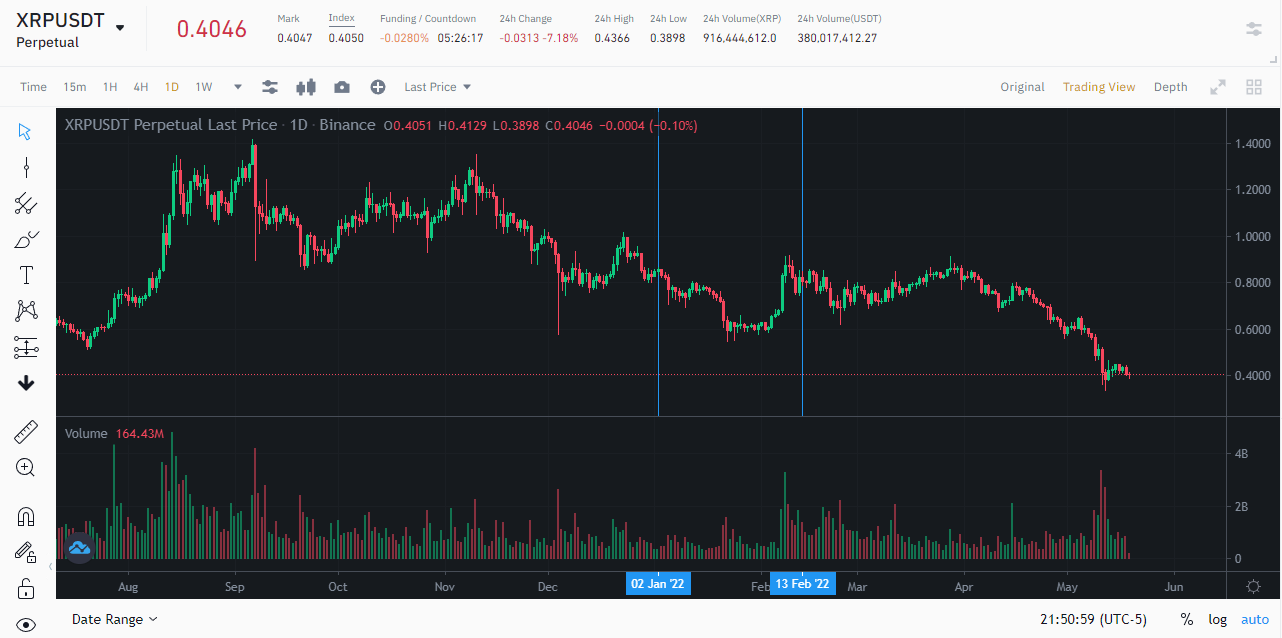 XRPUSDT
Perpetual
0.4046
Mark
0.4047
Index
0.4050
Funding / Countdown
-0.0280% 05:26:17
24h Change
-0.0313 -7.18%
24h High
0.4366
24h Low
0.3898
24h Volume(XRP)
916,444,612.0
24h Volume(USDT)
380,017,412.27
Time 15m 1H 4H 1D 1W Last Price Original Trading View Depth
XRPUSDT Perpetual Last Price · 1D · Binance O0.4051 H0.4129 L0.3898 C0.4046 −0.0004 (−0.10%)
1.4000
1.2000
1.0000
0.8000
0.6000
0.4000
Volume 164.43M
4B
2B
0
Aug Sep Oct Nov Dec 02 Jan '22 Feb 13 Feb '22 Mar Apr May Jun
Date Range 21:50:59 (UTC-5) % log auto